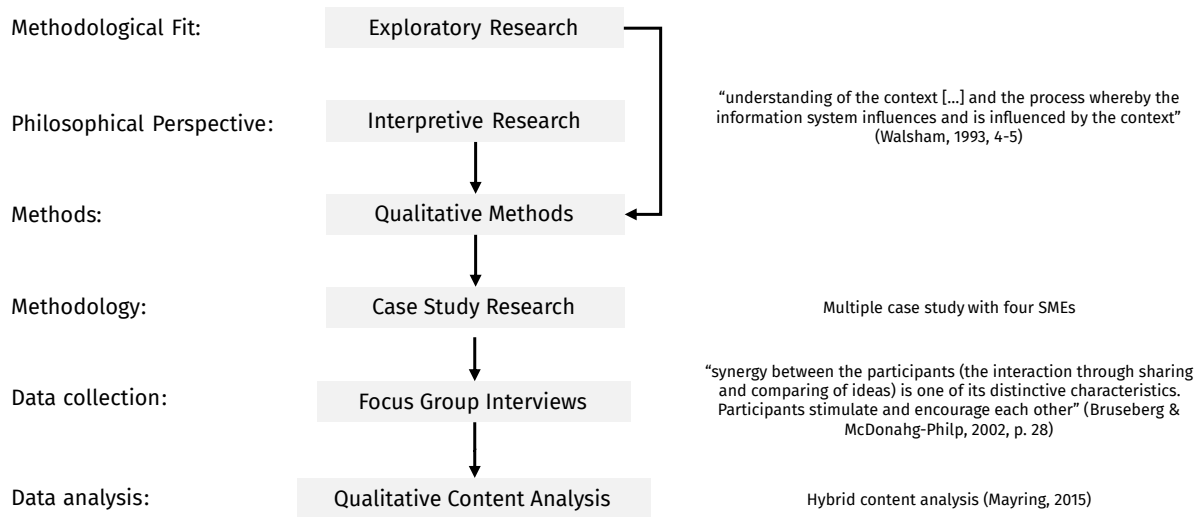 Methodological Fit:
Exploratory Research
Philosophical Perspective:
Interpretive Research
“understanding of the context [...] and the process whereby the
information system influences and is influenced by the context”
(Walsham, 1993, 4-5)
Methods:
Qualitative Methods
Methodology:
Case Study Research
Multiple case study with four SMEs
Data collection:
Focus Group Interviews
“synergy between the participants (the interaction through sharing
and comparing of ideas) is one of its distinctive characteristics.
Participants stimulate and encourage each other” (Bruseberg &
McDonahg-Philp, 2002, p. 28)
Data analysis:
Qualitative Content Analysis
Hybrid content analysis (Mayring, 2015)